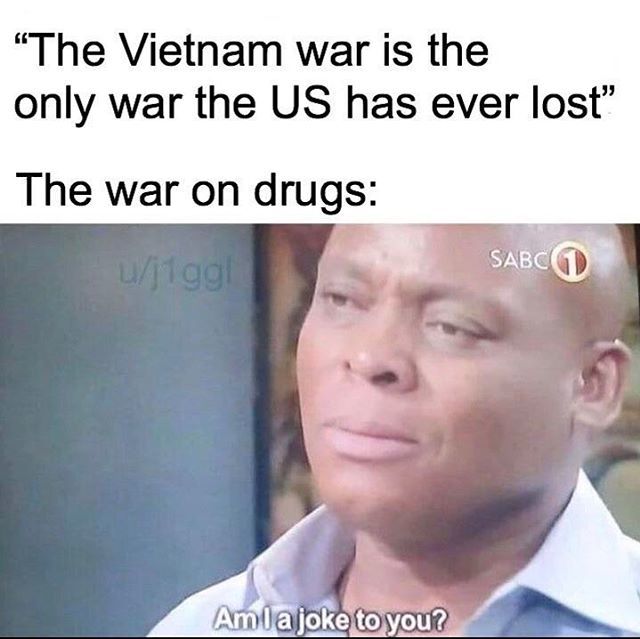 “The Vietnam war is the
only war the US has ever lost”
The war on drugs:
u/j1ggl
SABC 1
Am I a joke to you?